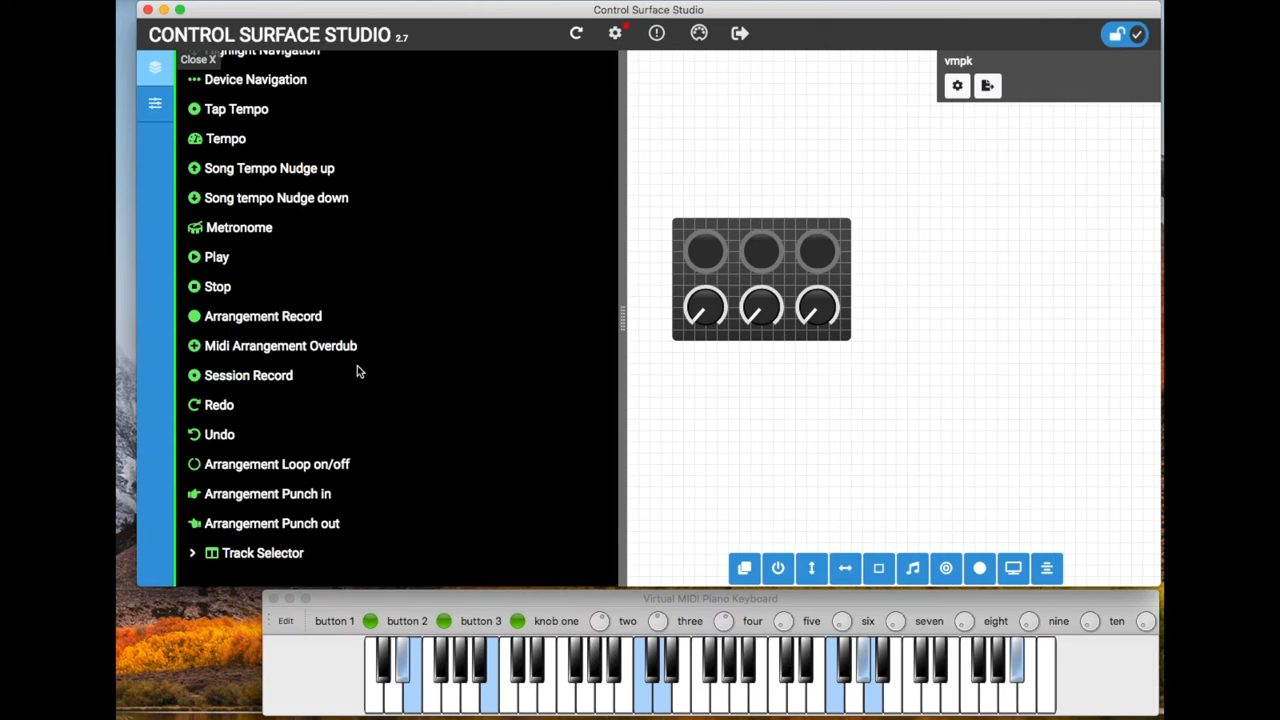 Control Surface Studio
CONTROL SURFACE STUDIO 2.7
Highlight Navigation
Close X
Device Navigation
Tap Tempo
Tempo
Song Tempo Nudge up
Song tempo Nudge down
Metronome
Play
Stop
Arrangement Record
Midi Arrangement Overdub
Session Record
Redo
Undo
Arrangement Loop on/off
Arrangement Punch in
Arrangement Punch out
Track Selector
vmpk
Virtual MIDI Piano Keyboard
Edit button 1 button 2 button 3 knob one two three four five six seven eight nine ten